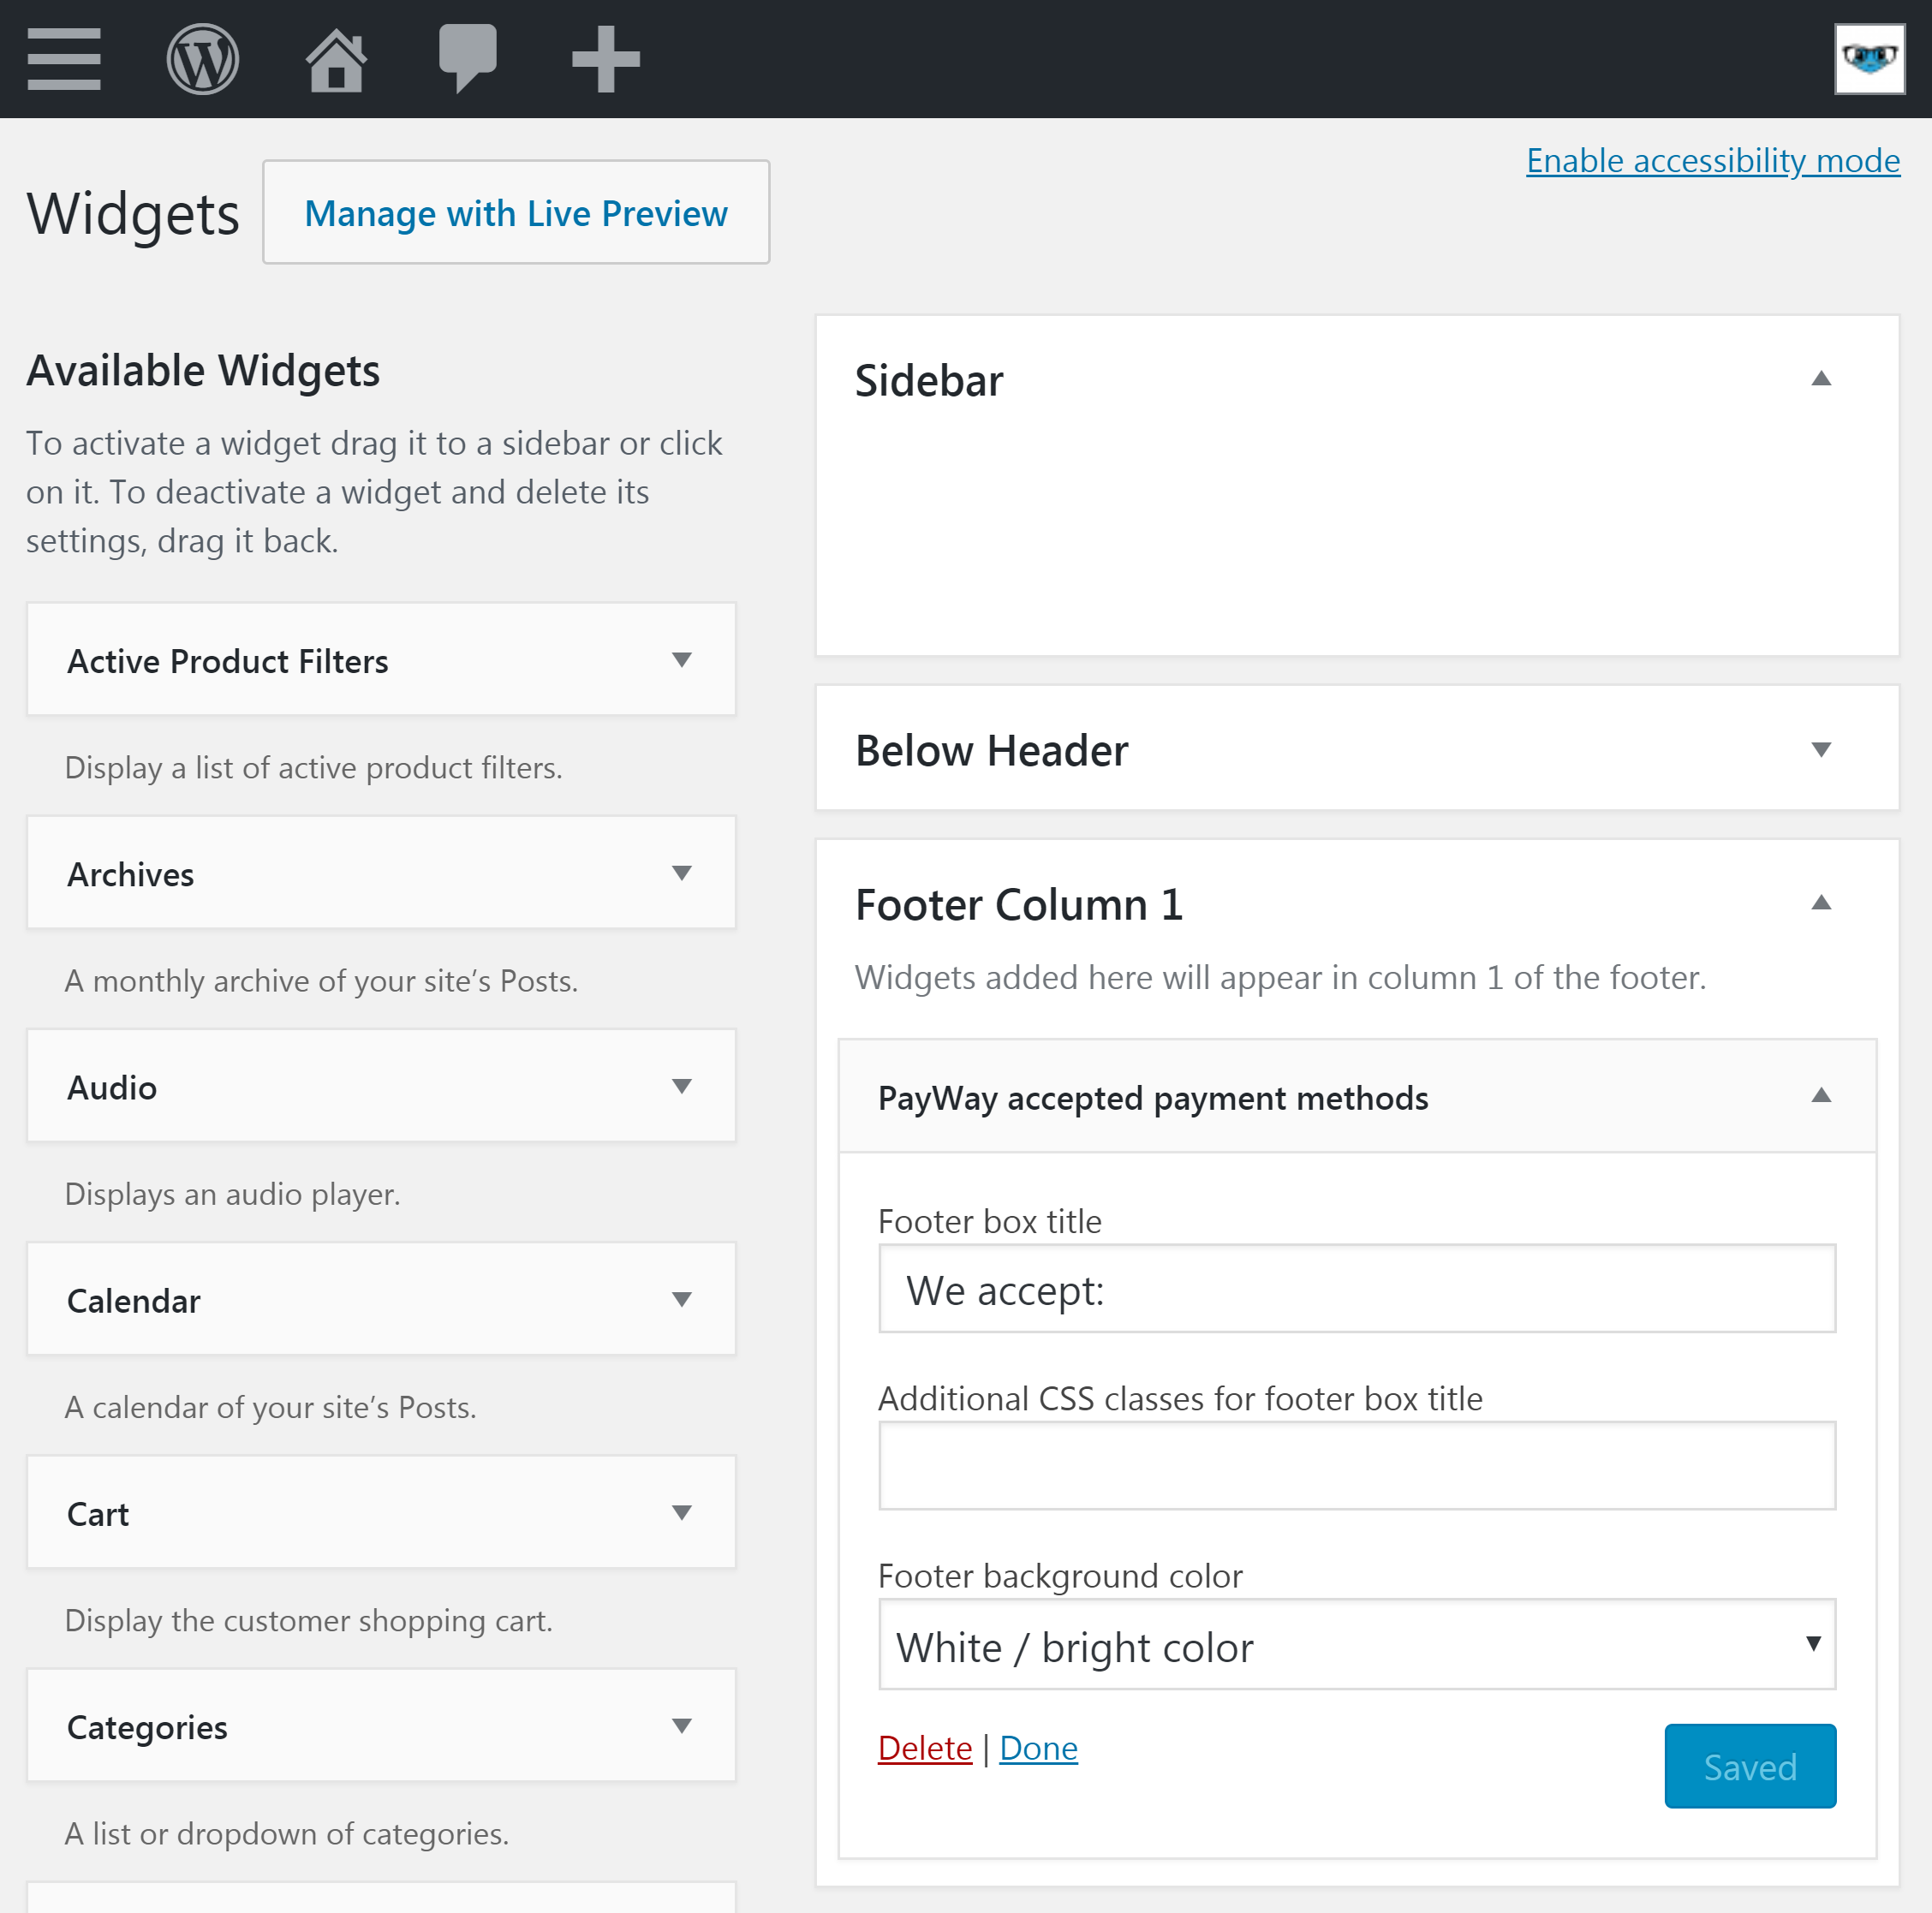 Enable accessibility mode
Widgets
Manage with Live Preview
Available Widgets
To activate a widget drag it to a sidebar or click
on it. To deactivate a widget and delete its
settings, drag it back.
Active Product Filters
Display a list of active product filters.
Archives
A monthly archive of your site’s Posts.
Audio
Displays an audio player.
Calendar
A calendar of your site’s Posts.
Cart
Display the customer shopping cart.
Categories
A list or dropdown of categories.
Sidebar
Below Header
Footer Column 1
Widgets added here will appear in column 1 of the footer.
PayWay accepted payment methods
Footer box title
We accept:
Additional CSS classes for footer box title
Footer background color
White / bright color
Delete | Done
Saved